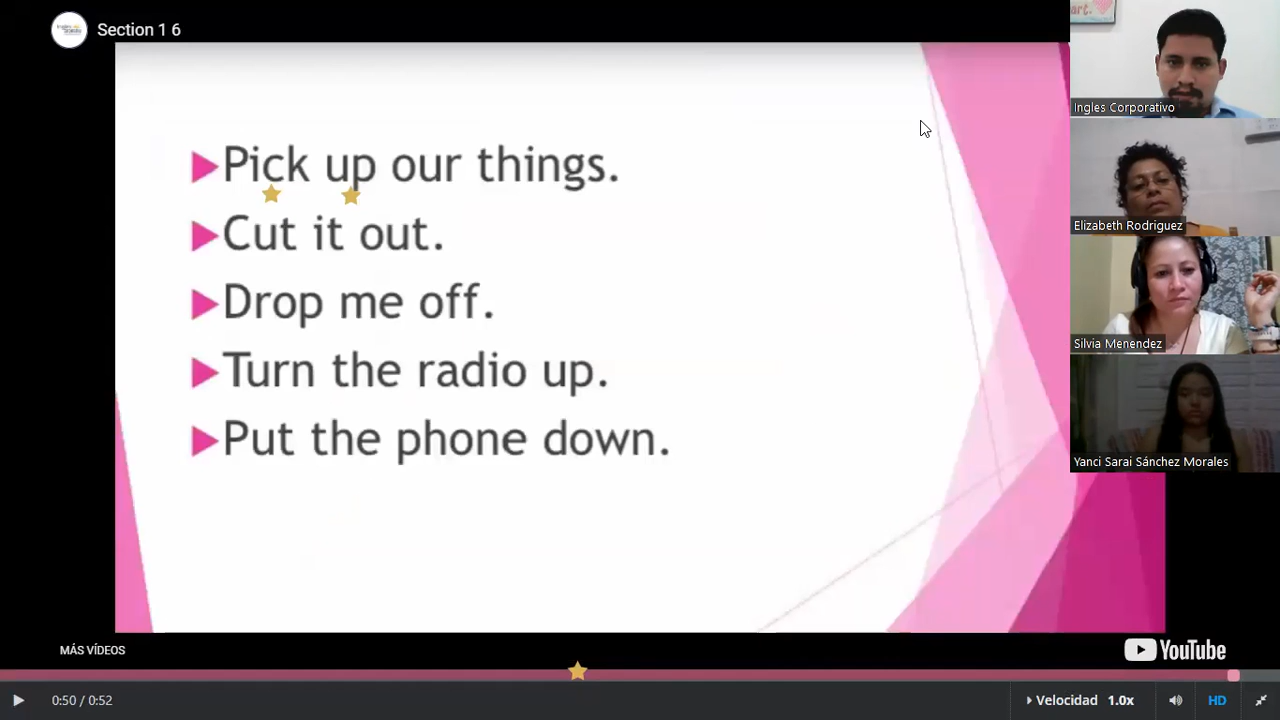 Section 1 6
Pick up our things.
Cut it out.
Drop me off.
Turn the radio up.
Put the phone down.
Ingles Corporativo
Elizabeth Rodriguez
Silvia Menendez
Yanci Sarai Sánchez Morales
MÁS VÍDEOS
YouTube
0:50 / 0:52
Velocidad 1.0x
HD